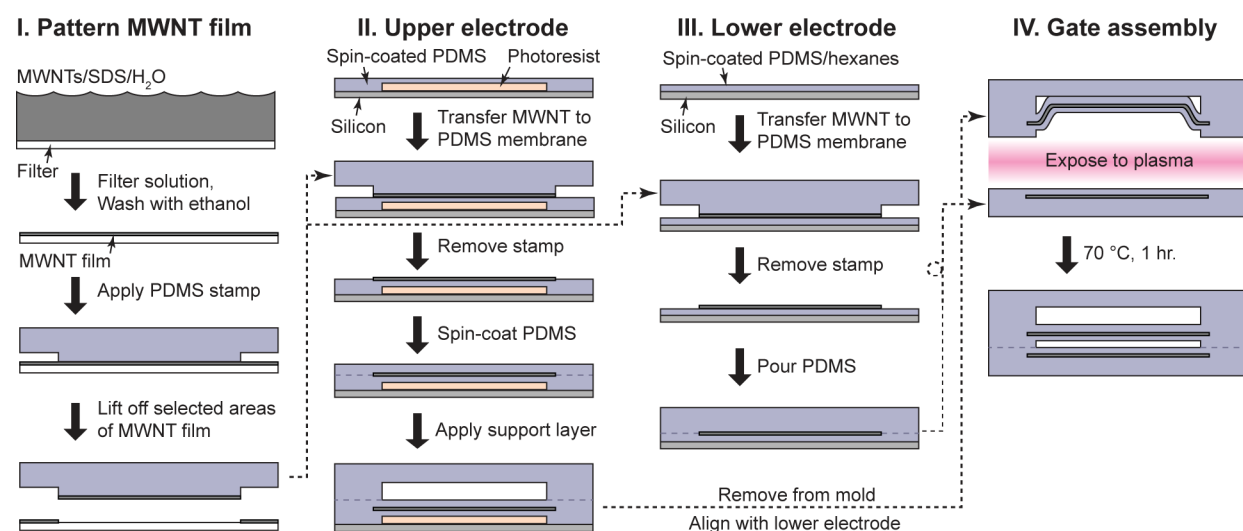 I. Pattern MWNT film
MWNTs/SDS/H₂O
Filter
Filter solution,
Wash with ethanol
MWNT film
Apply PDMS stamp
Lift off selected areas
of MWNT film
II. Upper electrode
Spin-coated PDMS
Photoresist
Silicon
Transfer MWNT to
PDMS membrane
Remove stamp
Spin-coat PDMS
Apply support layer
III. Lower electrode
Spin-coated PDMS/hexanes
Silicon
Transfer MWNT to
PDMS membrane
Remove stamp
Pour PDMS
Remove from mold
Align with lower electrode
IV. Gate assembly
Expose to plasma
70 °C, 1 hr.